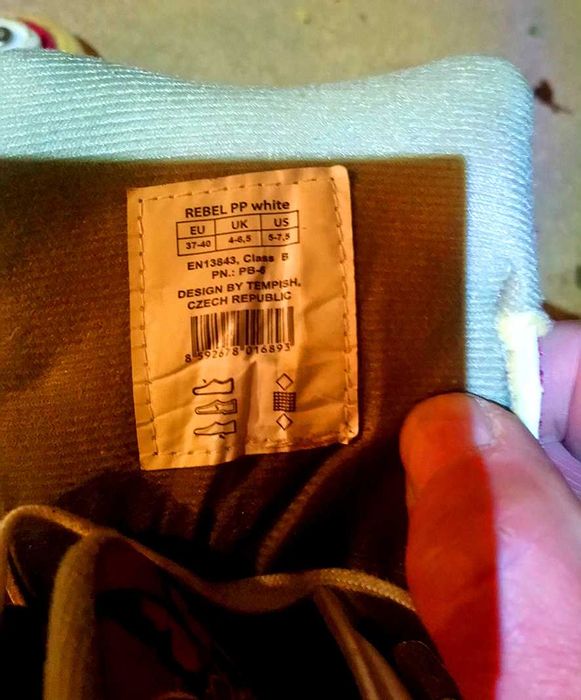 REBEL PP white
EU UK US
37-40 4-6,5 5-7,5
EN13843, Class B
PN.: PB-6
DESIGN BY TEMPISH,
CZECH REPUBLIC
8 592678 016893